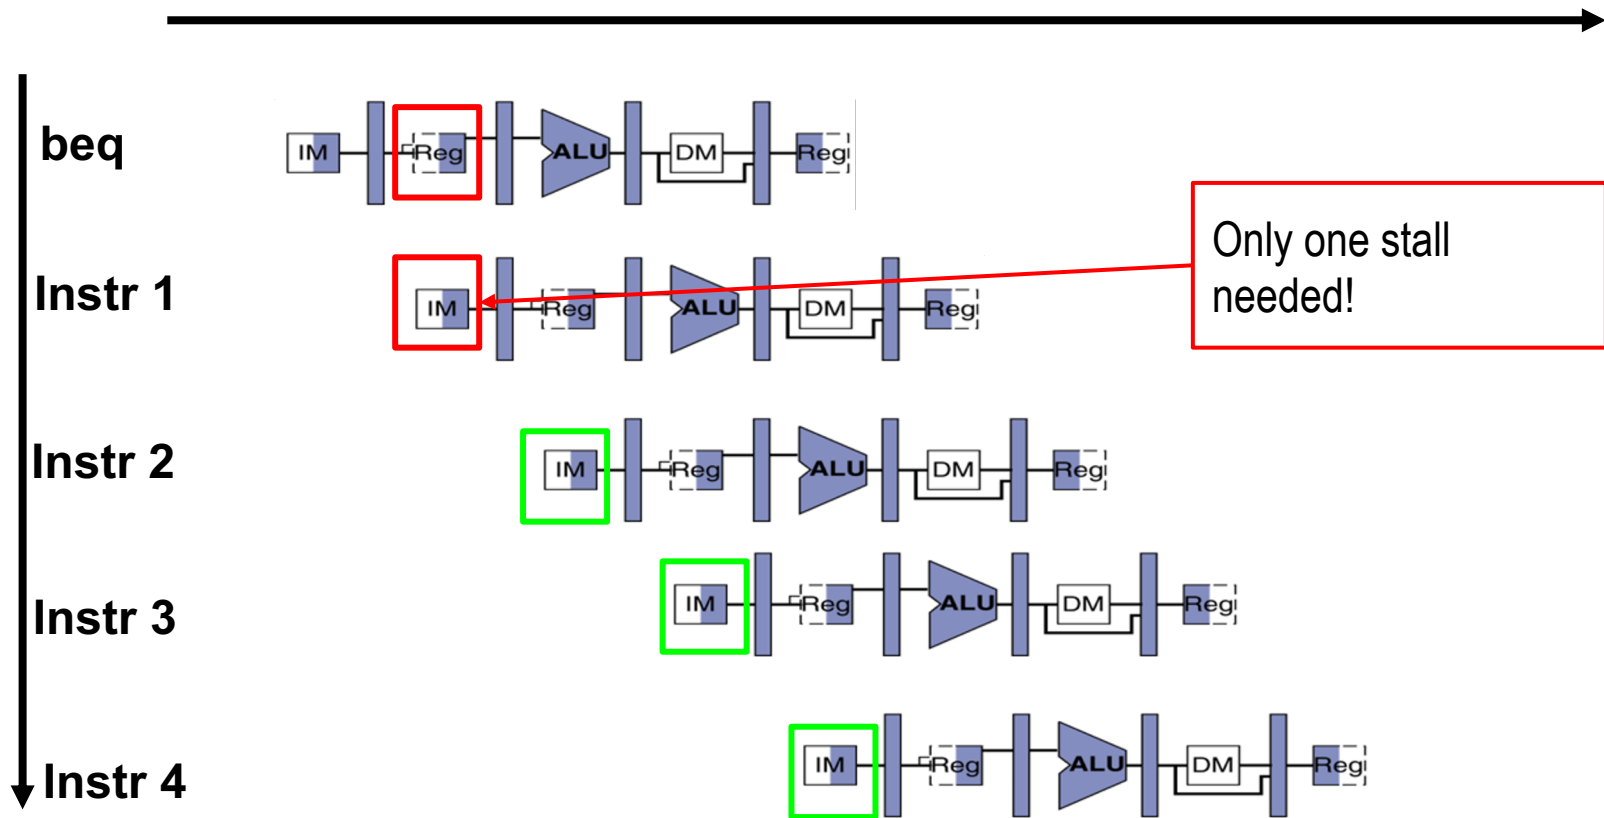 beq
IM Reg ALU DM Reg
Only one stall
needed!
Instr 1
IM Reg ALU DM Reg
Instr 2
IM Reg ALU DM Reg
Instr 3
IM Reg ALU DM Reg
Instr 4
IM Reg ALU DM Reg